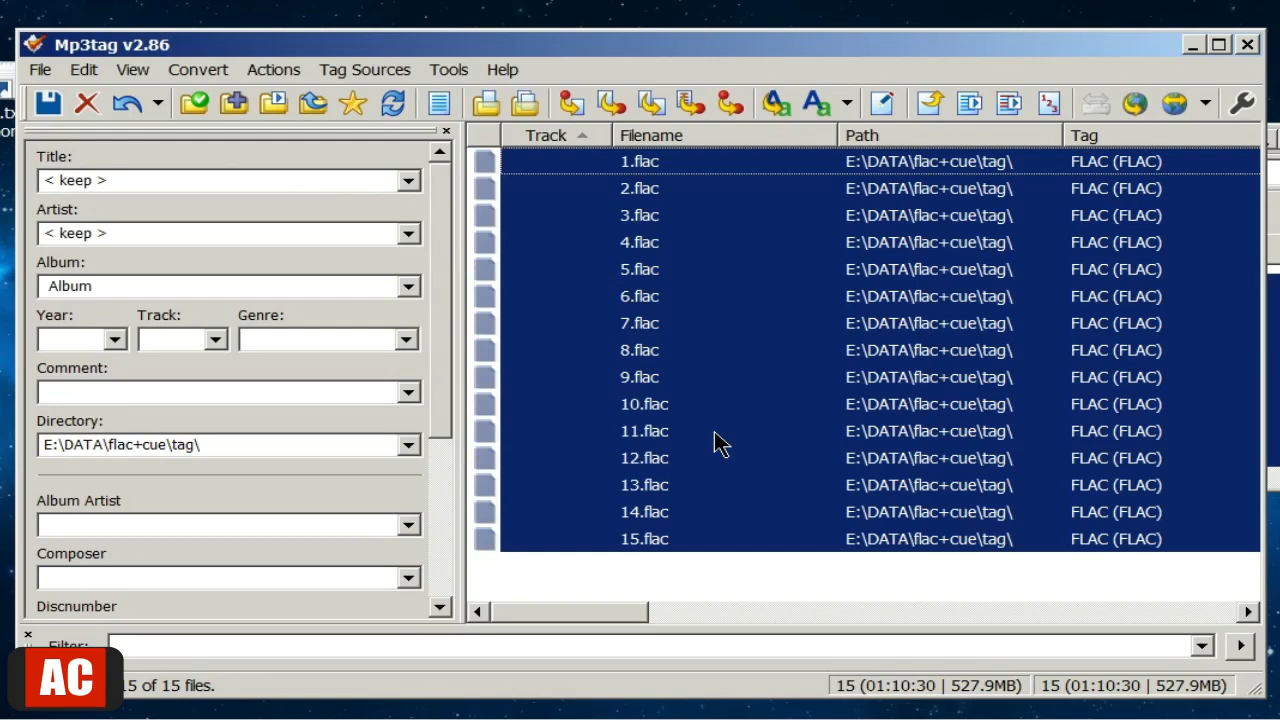 Mp3tag v2.86
File Edit View Convert Actions Tag Sources Tools Help
Title:
< keep >
Artist:
< keep >
Album:
Album
Year: Track: Genre:
Comment:
Directory:
E:\DATA\flac+cue\tag\
Album Artist
Composer
Discnumber
Track Filename Path Tag
1.flac E:\DATA\flac+cue\tag\ FLAC (FLAC)
2.flac E:\DATA\flac+cue\tag\ FLAC (FLAC)
3.flac E:\DATA\flac+cue\tag\ FLAC (FLAC)
4.flac E:\DATA\flac+cue\tag\ FLAC (FLAC)
5.flac E:\DATA\flac+cue\tag\ FLAC (FLAC)
6.flac E:\DATA\flac+cue\tag\ FLAC (FLAC)
7.flac E:\DATA\flac+cue\tag\ FLAC (FLAC)
8.flac E:\DATA\flac+cue\tag\ FLAC (FLAC)
9.flac E:\DATA\flac+cue\tag\ FLAC (FLAC)
10.flac E:\DATA\flac+cue\tag\ FLAC (FLAC)
11.flac E:\DATA\flac+cue\tag\ FLAC (FLAC)
12.flac E:\DATA\flac+cue\tag\ FLAC (FLAC)
13.flac E:\DATA\flac+cue\tag\ FLAC (FLAC)
14.flac E:\DATA\flac+cue\tag\ FLAC (FLAC)
15.flac E:\DATA\flac+cue\tag\ FLAC (FLAC)
Filter:
AC
15 of 15 files.
15 (01:10:30 | 527.9MB) 15 (01:10:30 | 527.9MB)